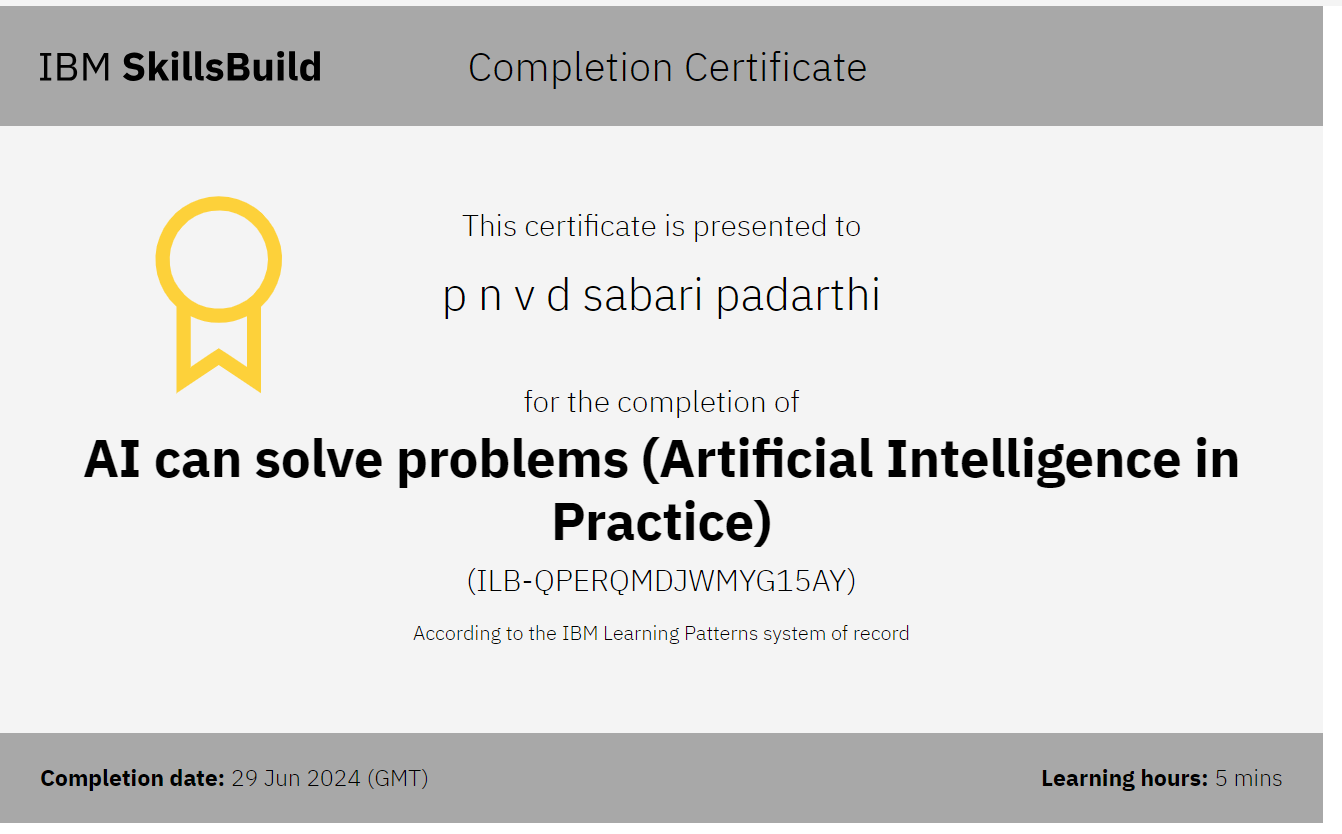 IBM SkillsBuild
Completion Certificate
This certificate is presented to
p n v d sabari padarthi
for the completion of
AI can solve problems (Artificial Intelligence in
Practice)
(ILB-QPERQMDJWMYG15AY)
According to the IBM Learning Patterns system of record
Completion date: 29 Jun 2024 (GMT)
Learning hours: 5 mins